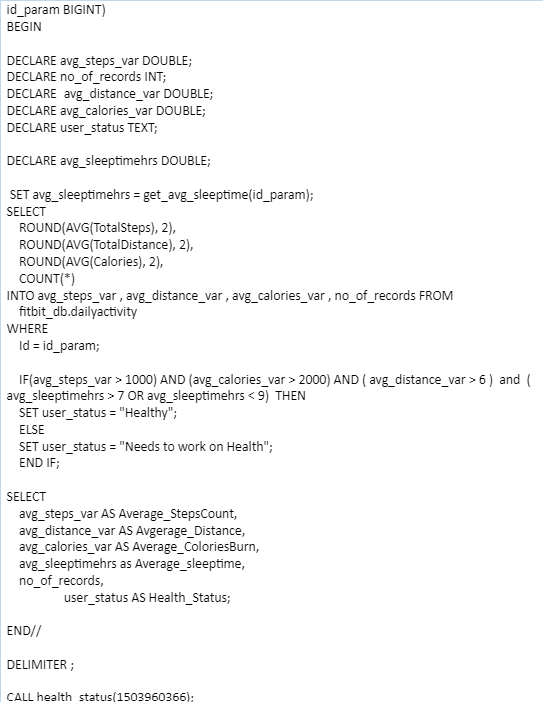 id_param BIGINT)
BEGIN
DECLARE avg_steps_var DOUBLE;
DECLARE no_of_records INT;
DECLARE  avg_distance_var DOUBLE;
DECLARE avg_calories_var DOUBLE;
DECLARE user_status TEXT;
DECLARE avg_sleeptimehrs DOUBLE;
SET avg_sleeptimehrs = get_avg_sleeptime(id_param);
SELECT
ROUND(AVG(TotalSteps), 2),
ROUND(AVG(TotalDistance), 2),
ROUND(AVG(Calories), 2),
COUNT(*)
INTO avg_steps_var , avg_distance_var , avg_calories_var , no_of_records FROM
fitbit_db.dailyactivity
WHERE
Id = id_param;
IF(avg_steps_var > 1000) AND (avg_calories_var > 2000) AND ( avg_distance_var > 6 )  and  (
avg_sleeptimehrs > 7 OR avg_sleeptimehrs < 9)  THEN
SET user_status = "Healthy";
ELSE
SET user_status = "Needs to work on Health";
END IF;
SELECT
avg_steps_var AS Average_StepsCount,
avg_distance_var AS Avgerage_Distance,
avg_calories_var AS Average_ColoriesBurn,
avg_sleeptimehrs as Average_sleeptime,
no_of_records,
user_status AS Health_Status;
END//
DELIMITER ;
CALL health_status(1503960366);